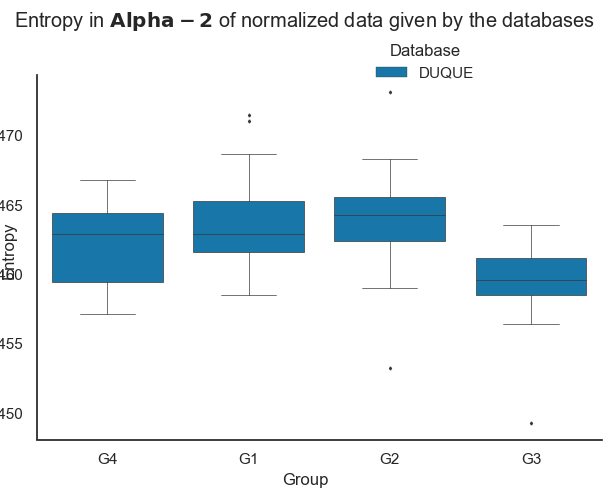 Entropy in Alpha − 2 of normalized data given by the databases
Database
DUQUE
470
465
460
455
450
Entropy
G4 G1 G2 G3
Group